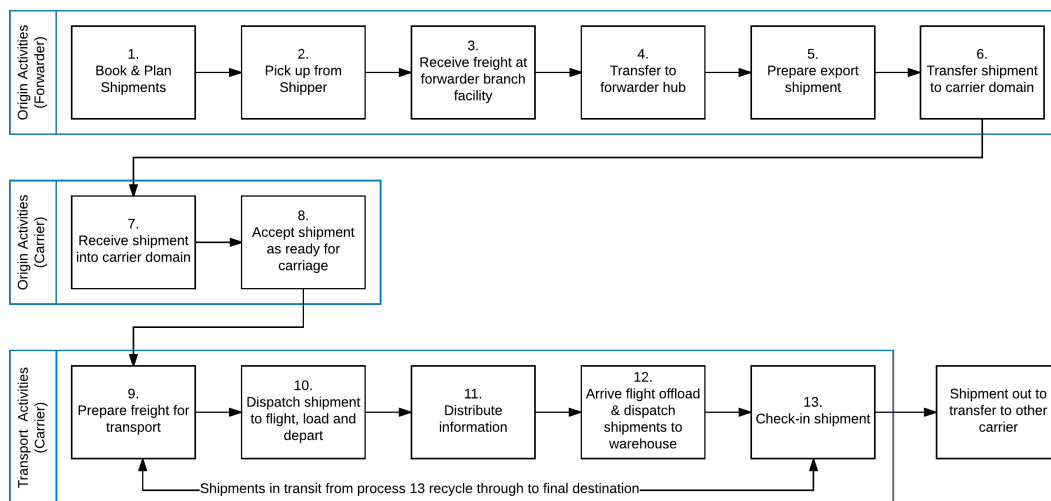 Origin Activities
(Forwarder)
1.
Book & Plan
Shipments
2.
Pick up from
Shipper
3.
Receive freight at
forwarder branch
facility
4.
Transfer to
forwarder hub
5.
Prepare export
shipment
6.
Transfer shipment
to carrier domain
Origin Activities
(Carrier)
7.
Receive shipment
into carrier domain
8.
Accept shipment
as ready for
carriage
Transport Activities
(Carrier)
9.
Prepare freight for
transport
10.
Dispatch shipment
to flight, load and
depart
11.
Distribute
information
12.
Arrive flight offload
& dispatch
shipments to
warehouse
13.
Check-in shipment
Shipment out to
transfer to other
carrier
Shipments in transit from process 13 recycle through to final destination